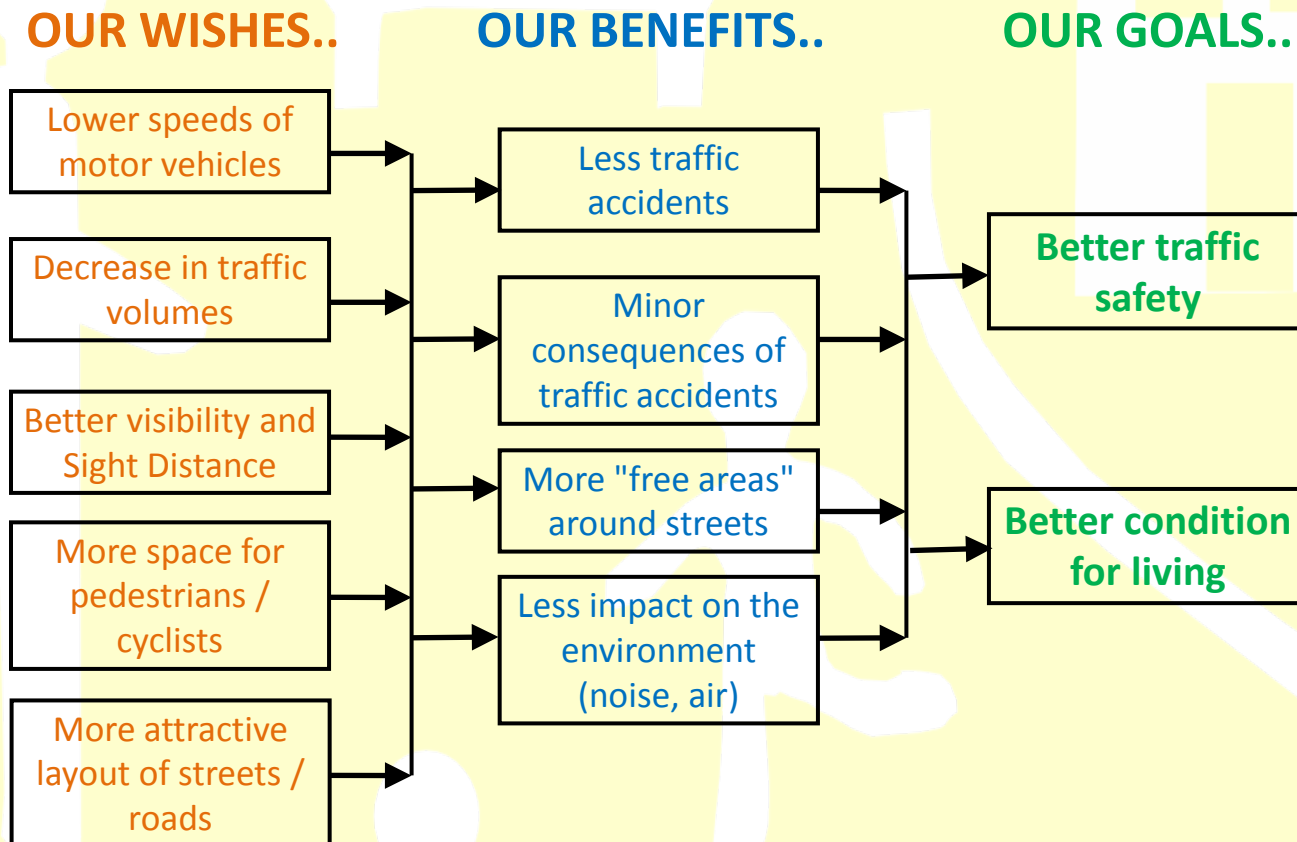 OUR WISHES..
Lower speeds of
motor vehicles
Decrease in traffic
volumes
Better visibility and
Sight Distance
More space for
pedestrians /
cyclists
More attractive
layout of streets /
roads
OUR BENEFITS..
Less traffic
accidents
Minor
consequences of
traffic accidents
More "free areas"
around streets
Less impact on the
environment
(noise, air)
OUR GOALS..
Better traffic
safety
Better condition
for living